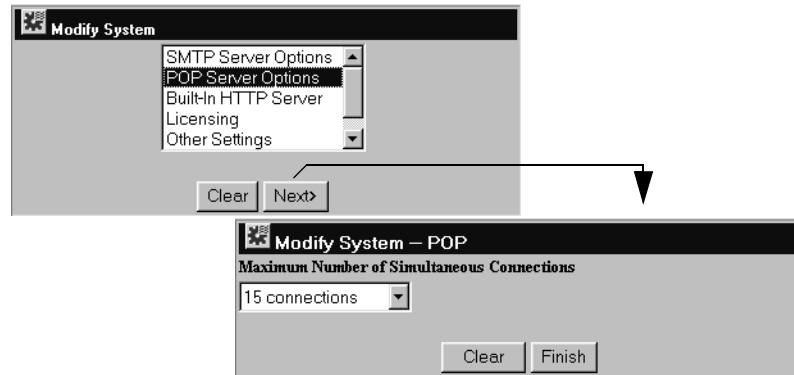 Modify System
SMTP Server Options
POP Server Options
Built-In HTTP Server
Licensing
Other Settings
Clear Next>
Modify System – POP
Maximum Number of Simultaneous Connections
15 connections
Clear Finish